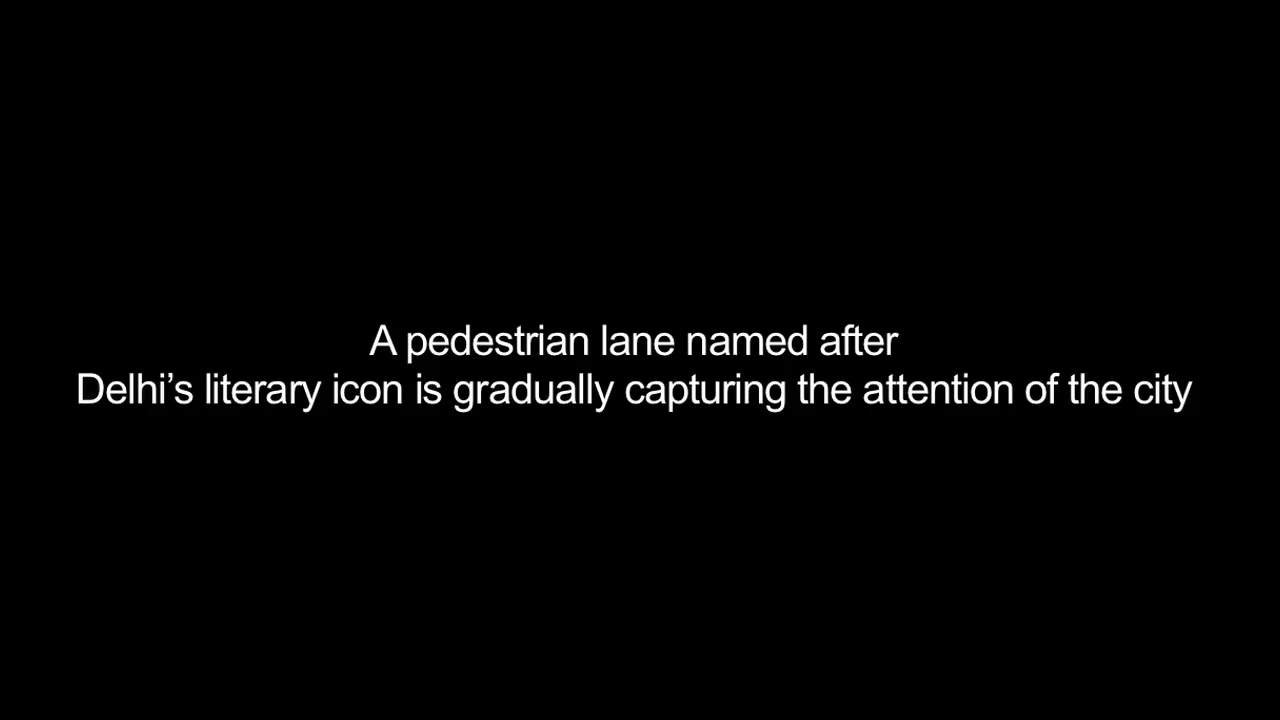 A pedestrian lane named after
Delhi’s literary icon is gradually capturing the attention of the city